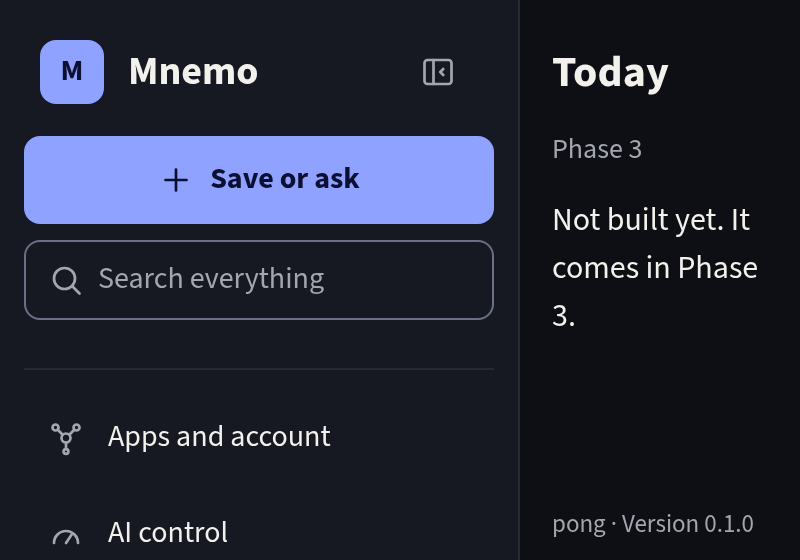 M
Mnemo
Save or ask
Search everything
Apps and account
AI control
Today
Phase 3
Not built yet. It
comes in Phase
3.
pong · Version 0.1.0